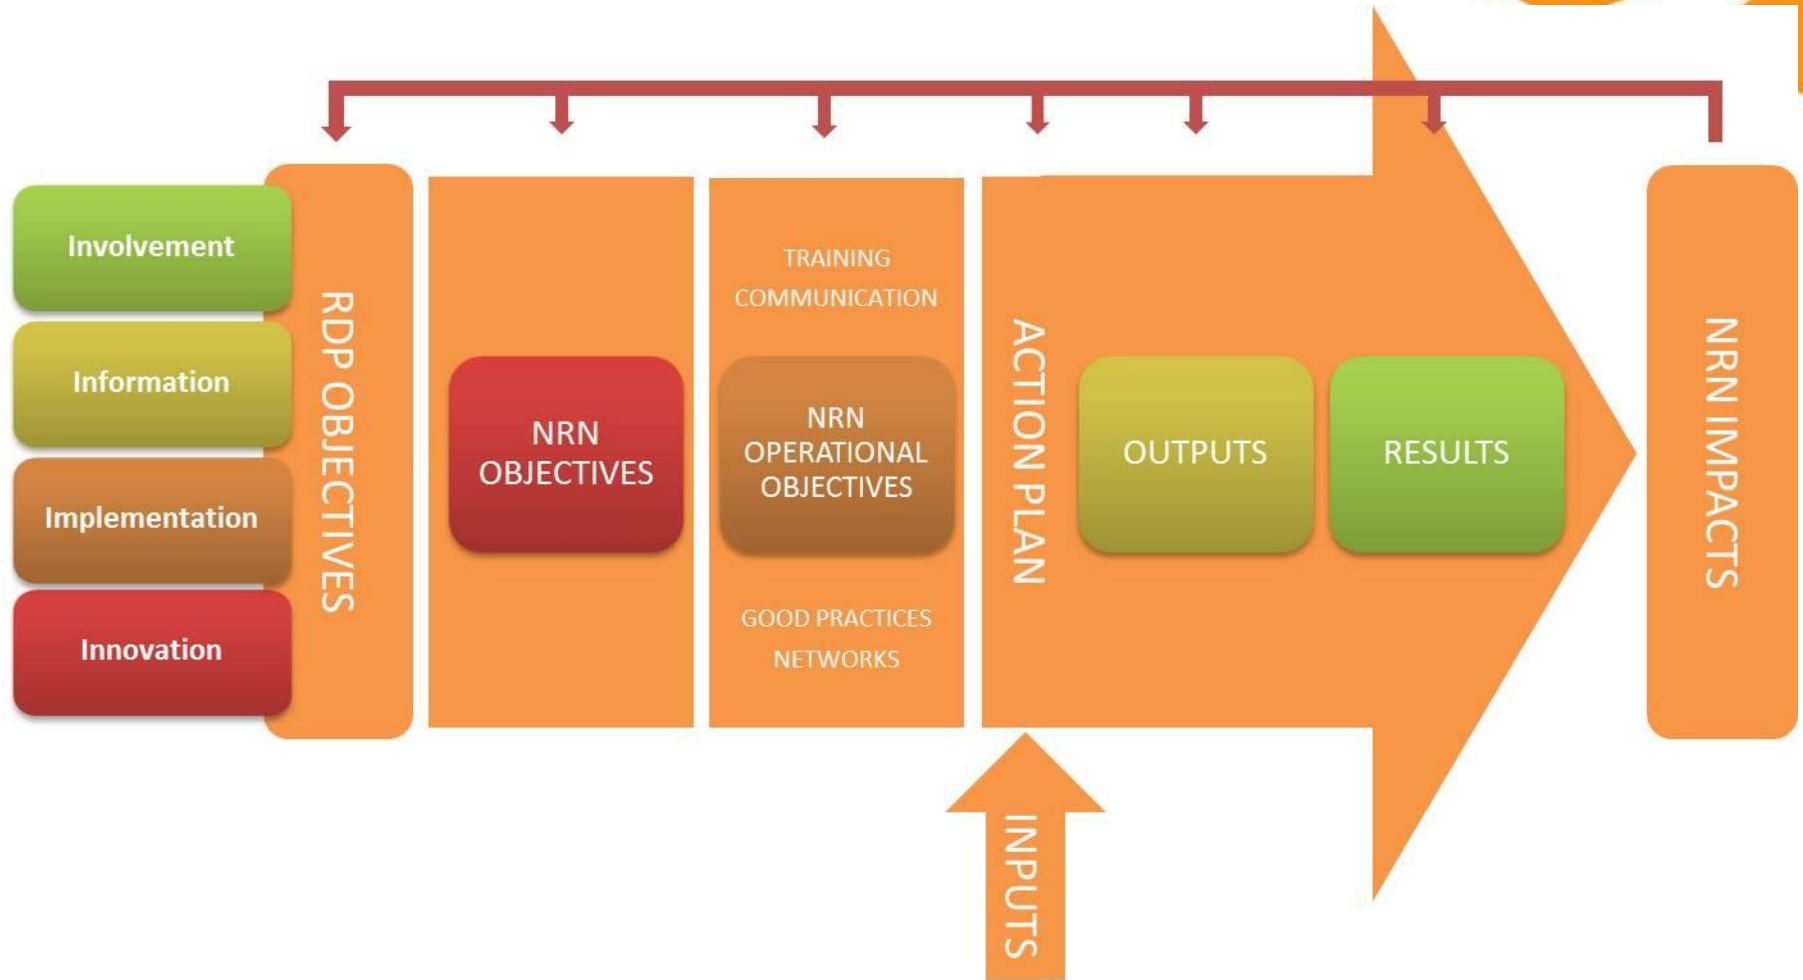 Involvement
Information
Implementation
Innovation
RDP OBJECTIVES
NRN
OBJECTIVES
TRAINING
COMMUNICATION
NRN
OPERATIONAL
OBJECTIVES
GOOD PRACTICES
NETWORKS
ACTION PLAN
INPUTS
OUTPUTS
RESULTS
NRN IMPACTS